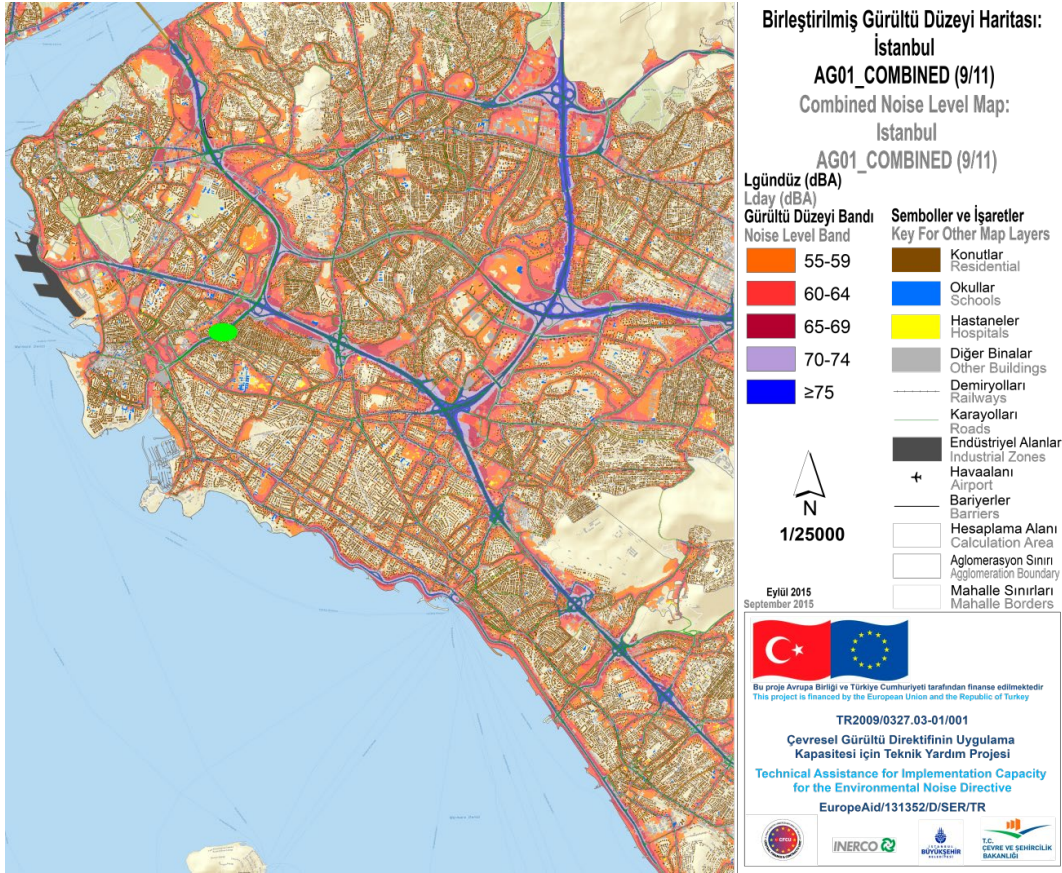 Birleştirilmiş Gürültü Düzeyi Haritası:
İstanbul
AG01_COMBINED (9/11)
Combined Noise Level Map:
Istanbul
AG01_COMBINED (9/11)
Lgündüz (dBA)
Lday (dBA)
Gürültü Düzeyi Bandı
Noise Level Band
55-59
60-64
65-69
70-74
≥75
Semboller ve İşaretler
Key For Other Map Layers
Konutlar
Residential
Okullar
Schools
Hastaneler
Hospitals
Diğer Binalar
Other Buildings
Demiryolları
Railways
Karayolları
Roads
Endüstriyel Alanlar
Industrial Zones
Havaalanı
Airport
Bariyerler
Barriers
Hesaplama Alanı
Calculation Area
Aglomerasyon Sınırı
Agglomeration Boundary
Mahalle Sınırları
Mahalle Borders
N
1/25000
Eylül 2015
September 2015
Bu proje Avrupa Birliği ve Türkiye Cumhuriyeti tarafından finanse edilmektedir
This project is financed by the European Union and the Republic of Turkey
TR2009/0327.03-01/001
Çevresel Gürültü Direktifinin Uygulama
Kapasitesi için Teknik Yardım Projesi
Technical Assistance for Implementation Capacity
for the Environmental Noise Directive
EuropeAid/131352/D/SER/TR
CFCU
INERCO
İSTANBUL
BÜYÜKŞEHİR
BELEDİYESİ
T.C.
ÇEVRE VE ŞEHİRCİLİK
BAKANLIĞI